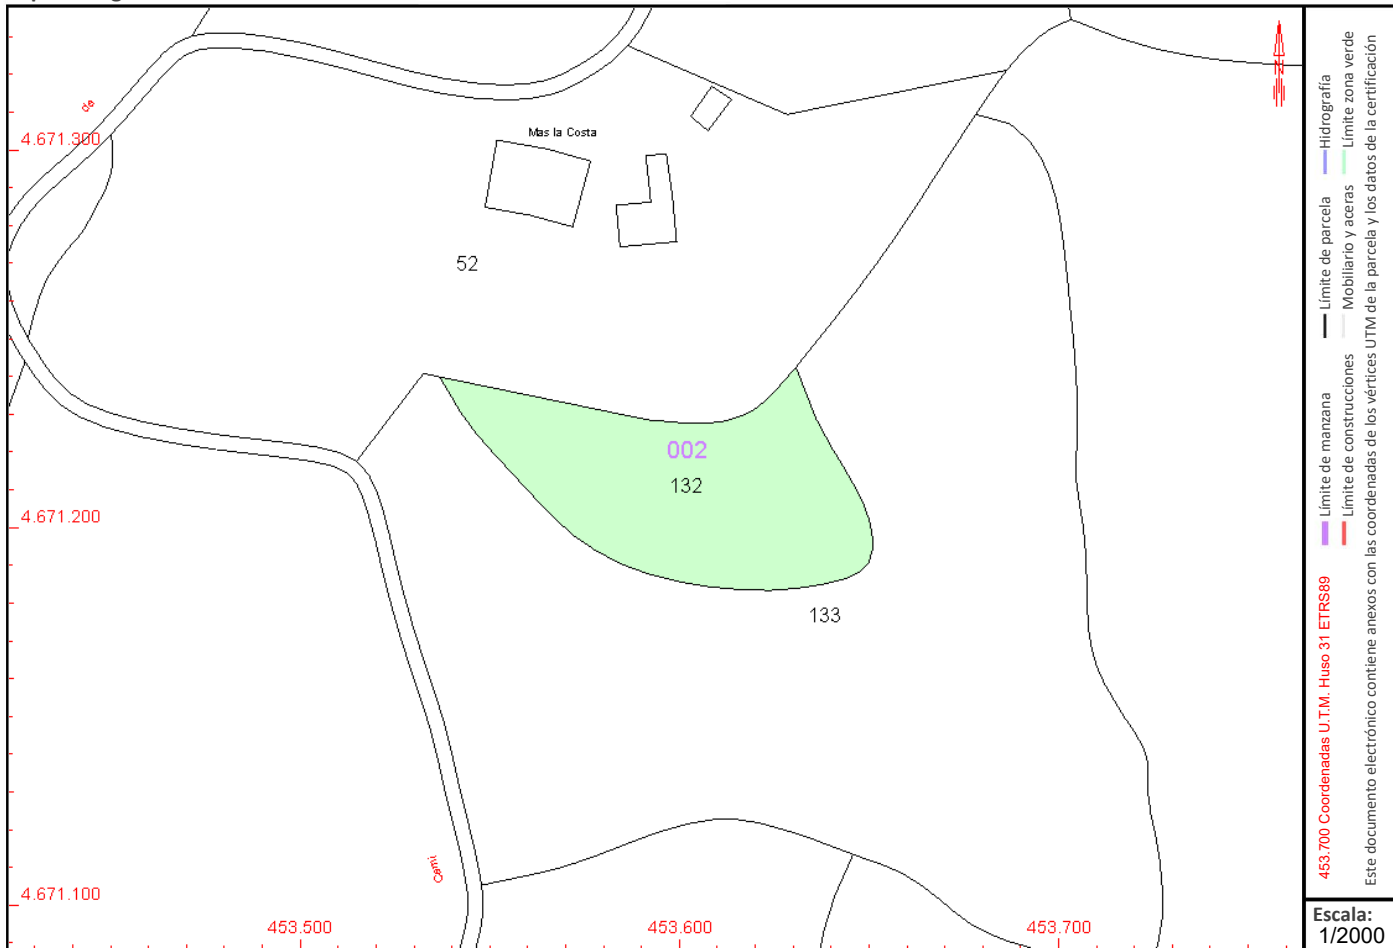 de
4.671.300
Mas la Costa
52
002
132
4.671.200
133
Camí
4.671.100
453.500
453.600
453.700
N
453.700 Coordenadas U.T.M. Huso 31 ETRS89
Límite de manzana
Límite de parcela
Hidrografía
Límite de construcciones
Mobiliario y aceras
Límite zona verde
Este documento electrónico contiene anexos con las coordenadas de los vértices UTM de la parcela y los datos de la certificación
Escala:
1/2000